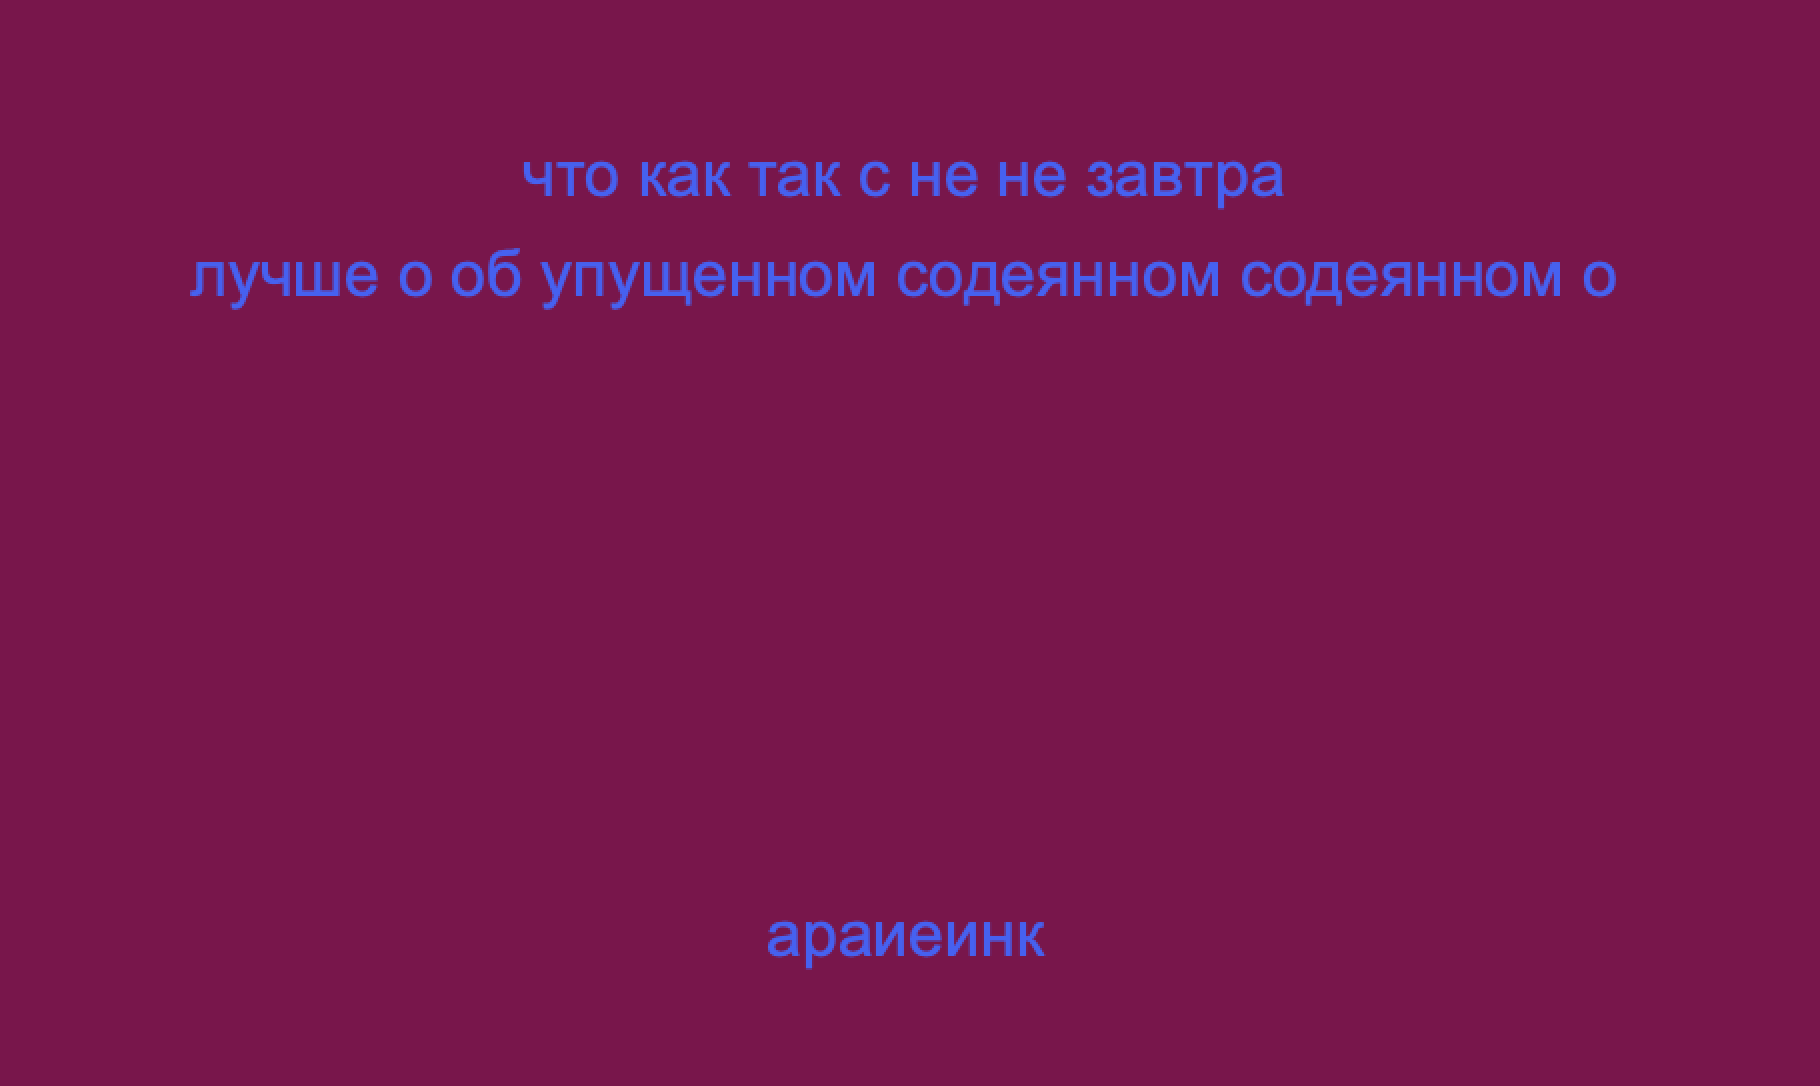 что как так с не не завтра
лучше о об упущенном содеянном содеянном о
араиеинк